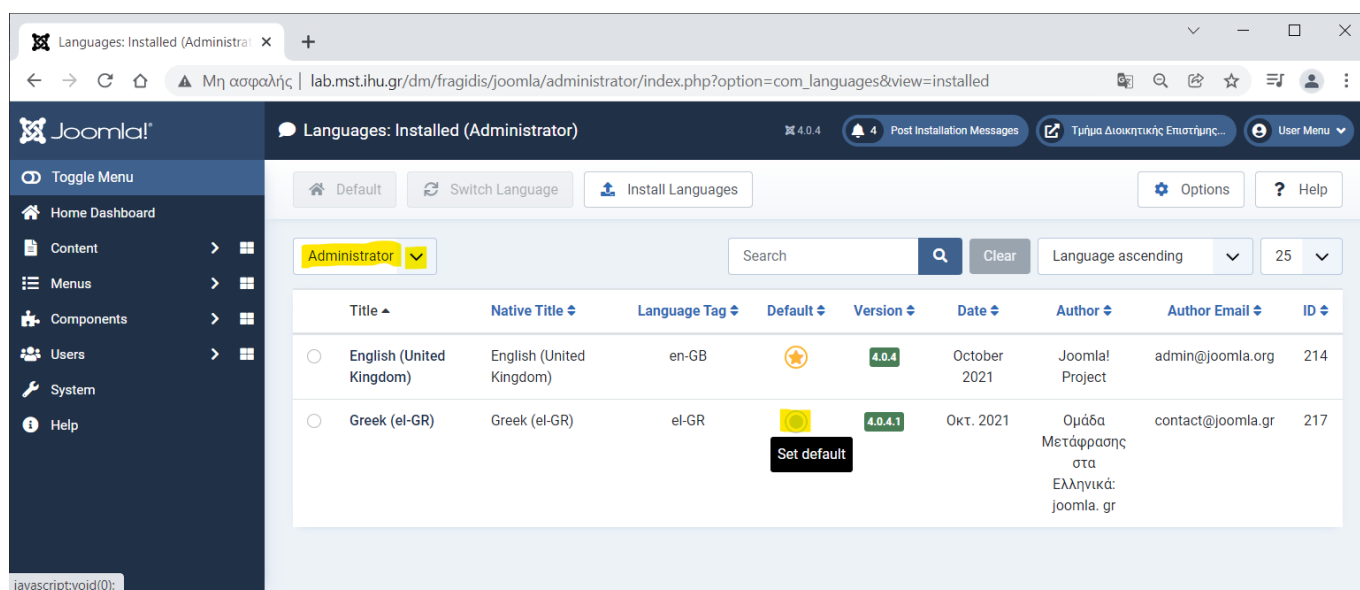 Languages: Installed (Administrat
Μη ασφαλής | lab.mst.ihu.gr/dm/fragidis/joomla/administrator/index.php?option=com_languages&view=installed
Joomla!®
Languages: Installed (Administrator)
4.0.4
4 Post Installation Messages
Τμήμα Διοικητικής Επιστήμης...
User Menu
Toggle Menu
Home Dashboard
Content
Menus
Components
Users
System
Help
Default
Switch Language
Install Languages
Options
? Help
Administrator
Search
Clear
Language ascending
25
Title Native Title Language Tag Default Version Date Author Author Email ID
English (United Kingdom) English (United Kingdom) en-GB 4.0.4 October 2021 Joomla! Project admin@joomla.org 214
Greek (el-GR) Greek (el-GR) el-GR 4.0.4.1 Οκτ. 2021 Ομάδα Μετάφρασης στα Ελληνικά: joomla. gr contact@joomla.gr 217
Set default
javascript:void(0);